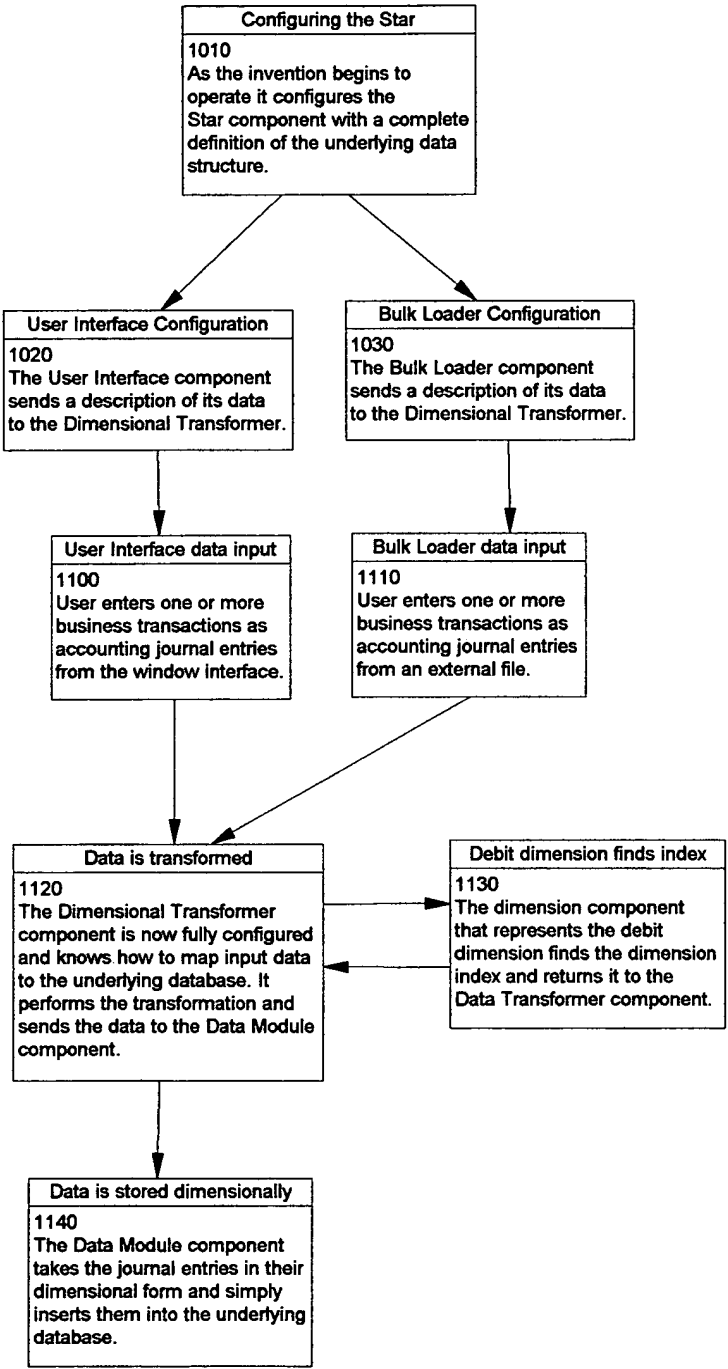 Configuring the Star
1010
As the invention begins to
operate it configures the
Star component with a complete
definition of the underlying data
structure.
User Interface Configuration
1020
The User Interface component
sends a description of its data
to the Dimensional Transformer.
Bulk Loader Configuration
1030
The Bulk Loader component
sends a description of its data
to the Dimensional Transformer.
User Interface data input
1100
User enters one or more
business transactions as
accounting journal entries
from the window interface.
Bulk Loader data input
1110
User enters one or more
business transactions as
accounting journal entries
from an external file.
Data is transformed
1120
The Dimensional Transformer
component is now fully configured
and knows how to map input data
to the underlying database. It
performs the transformation and
sends the data to the Data Module
component.
Debit dimension finds index
1130
The dimension component
that represents the debit
dimension finds the dimension
index and returns it to the
Data Transformer component.
Data is stored dimensionally
1140
The Data Module component
takes the journal entries in their
dimensional form and simply
inserts them into the underlying
database.